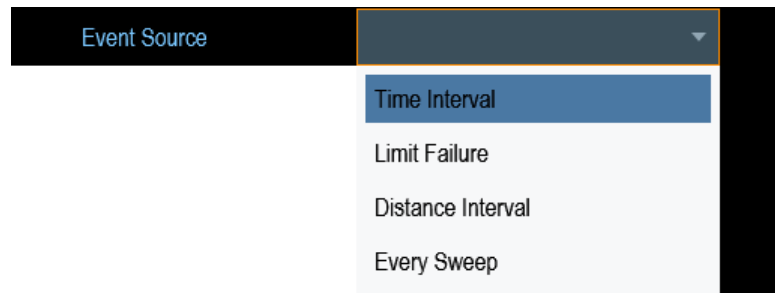 Event Source
Time Interval
Limit Failure
Distance Interval
Every Sweep